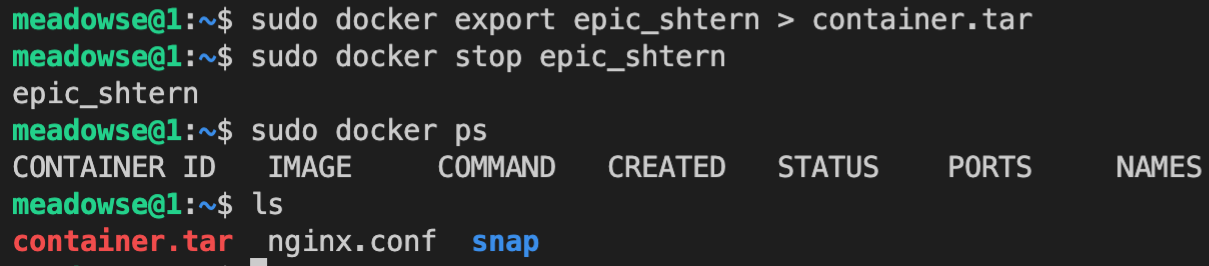 meadowse@1:~$ sudo docker export epic_shtern > container.tar
meadowse@1:~$ sudo docker stop epic_shtern
epic_shtern
meadowse@1:~$ sudo docker ps
CONTAINER ID   IMAGE     COMMAND   CREATED   STATUS    PORTS     NAMES
meadowse@1:~$ ls
container.tar  nginx.conf  snap